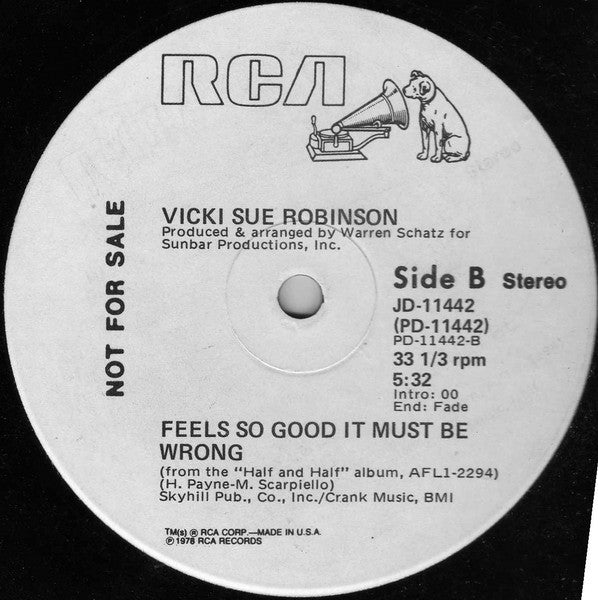 RCA
NOT FOR SALE
VICKI SUE ROBINSON
Produced & arranged by Warren Schatz for
Sunbar Productions, Inc.
Side B Stereo
JD-11442
(PD-11442)
PD-11442-B
33 1/3 rpm
5:32
Intro: 00
End: Fade
FEELS SO GOOD IT MUST BE
WRONG
(from the "Half and Half" album, AFL1-2294)
(H. Payne-M. Scarpiello)
Skyhill Pub., Co., Inc./Crank Music, BMI
TM(s) ® RCA CORP.—MADE IN U.S.A.
℗ 1978 RCA RECORDS